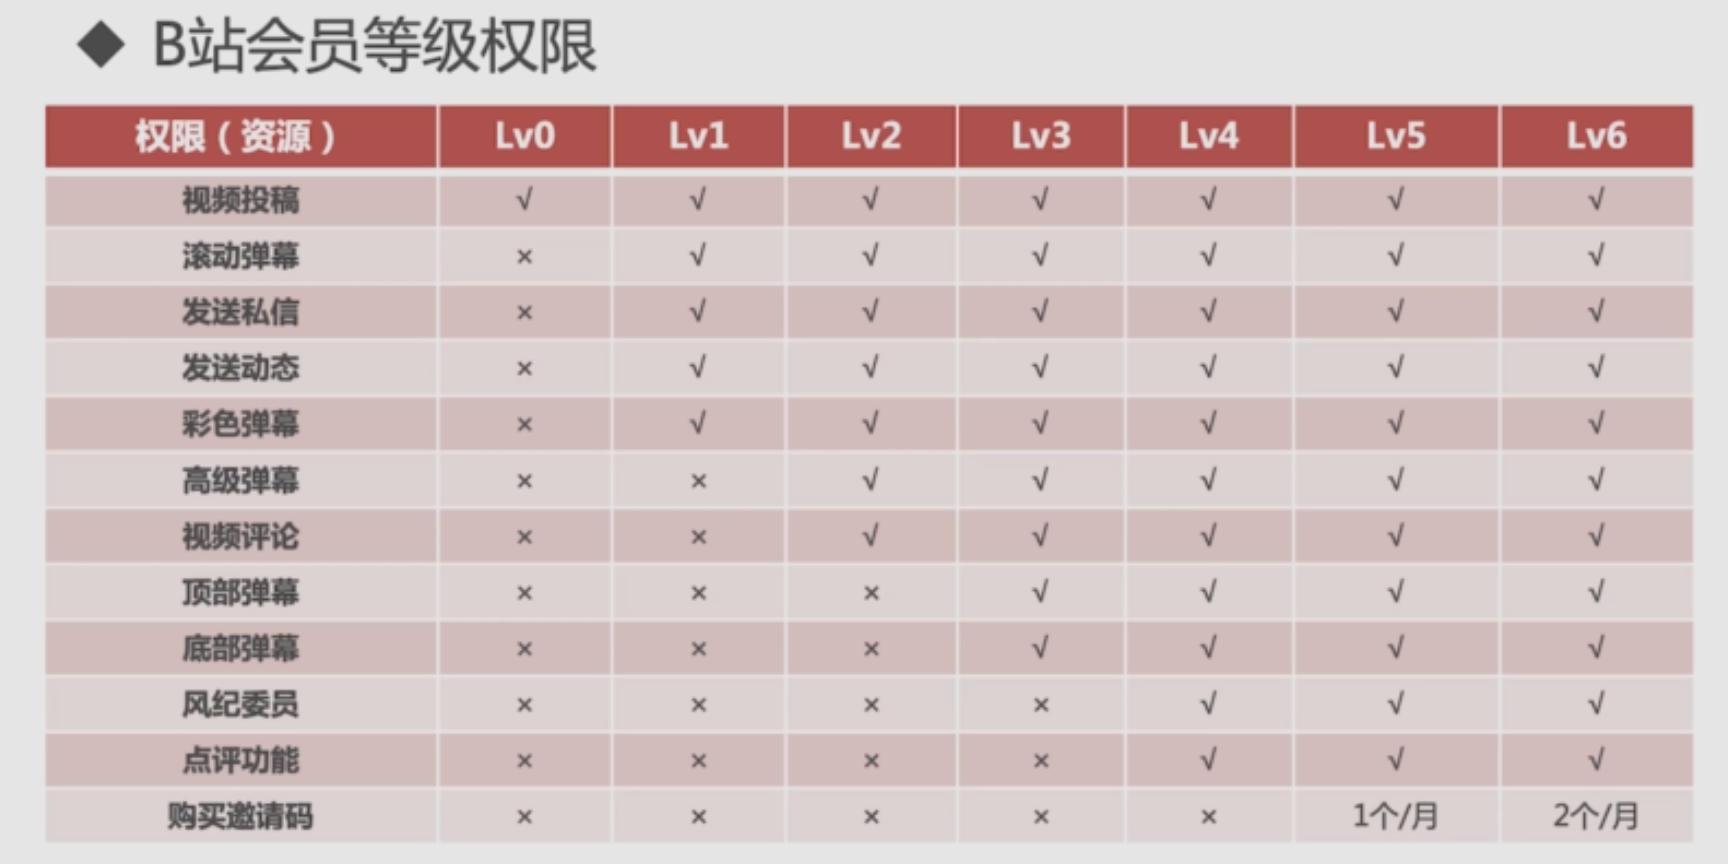 ◆ B站会员等级权限
权限（资源） Lv0 Lv1 Lv2 Lv3 Lv4 Lv5 Lv6
视频投稿 √ √ √ √ √ √ √
滚动弹幕 × √ √ √ √ √ √
发送私信 × √ √ √ √ √ √
发送动态 × √ √ √ √ √ √
彩色弹幕 × √ √ √ √ √ √
高级弹幕 × × √ √ √ √ √
视频评论 × × √ √ √ √ √
顶部弹幕 × × × √ √ √ √
底部弹幕 × × × √ √ √ √
风纪委员 × × × × √ √ √
点评功能 × × × × √ √ √
购买邀请码 × × × × × 1个/月 2个/月